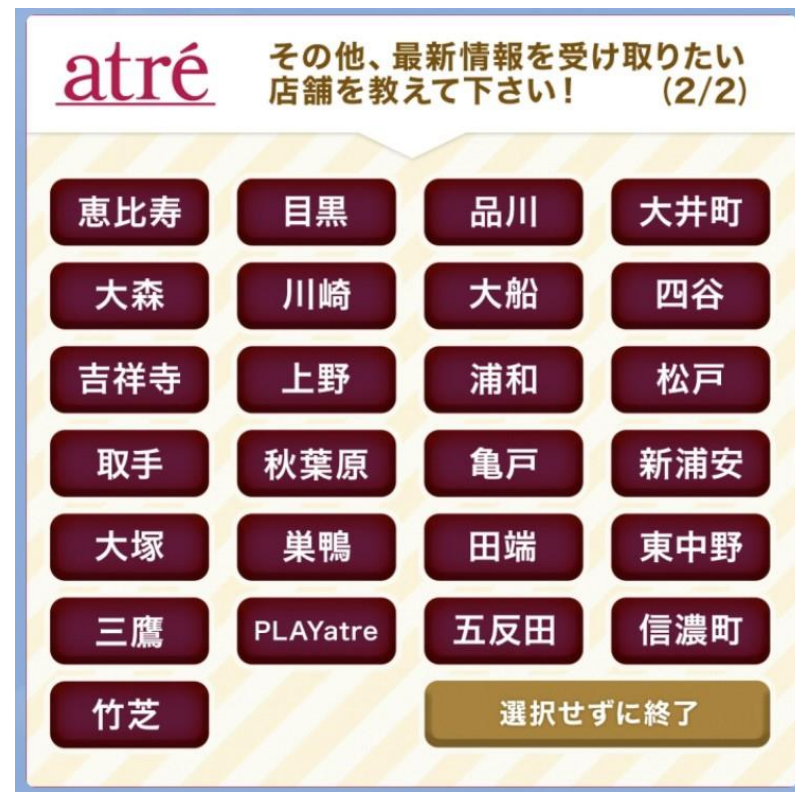 atré
その他、最新情報を受け取りたい
店舗を教えて下さい! (2/2)
恵比寿 目黒 品川 大井町
大森 川崎 大船 四谷
吉祥寺 上野 浦和 松戸
取手 秋葉原 亀戸 新浦安
大塚 巣鴨 田端 東中野
三鷹 PLAYatre 五反田 信濃町
竹芝 選択せずに終了